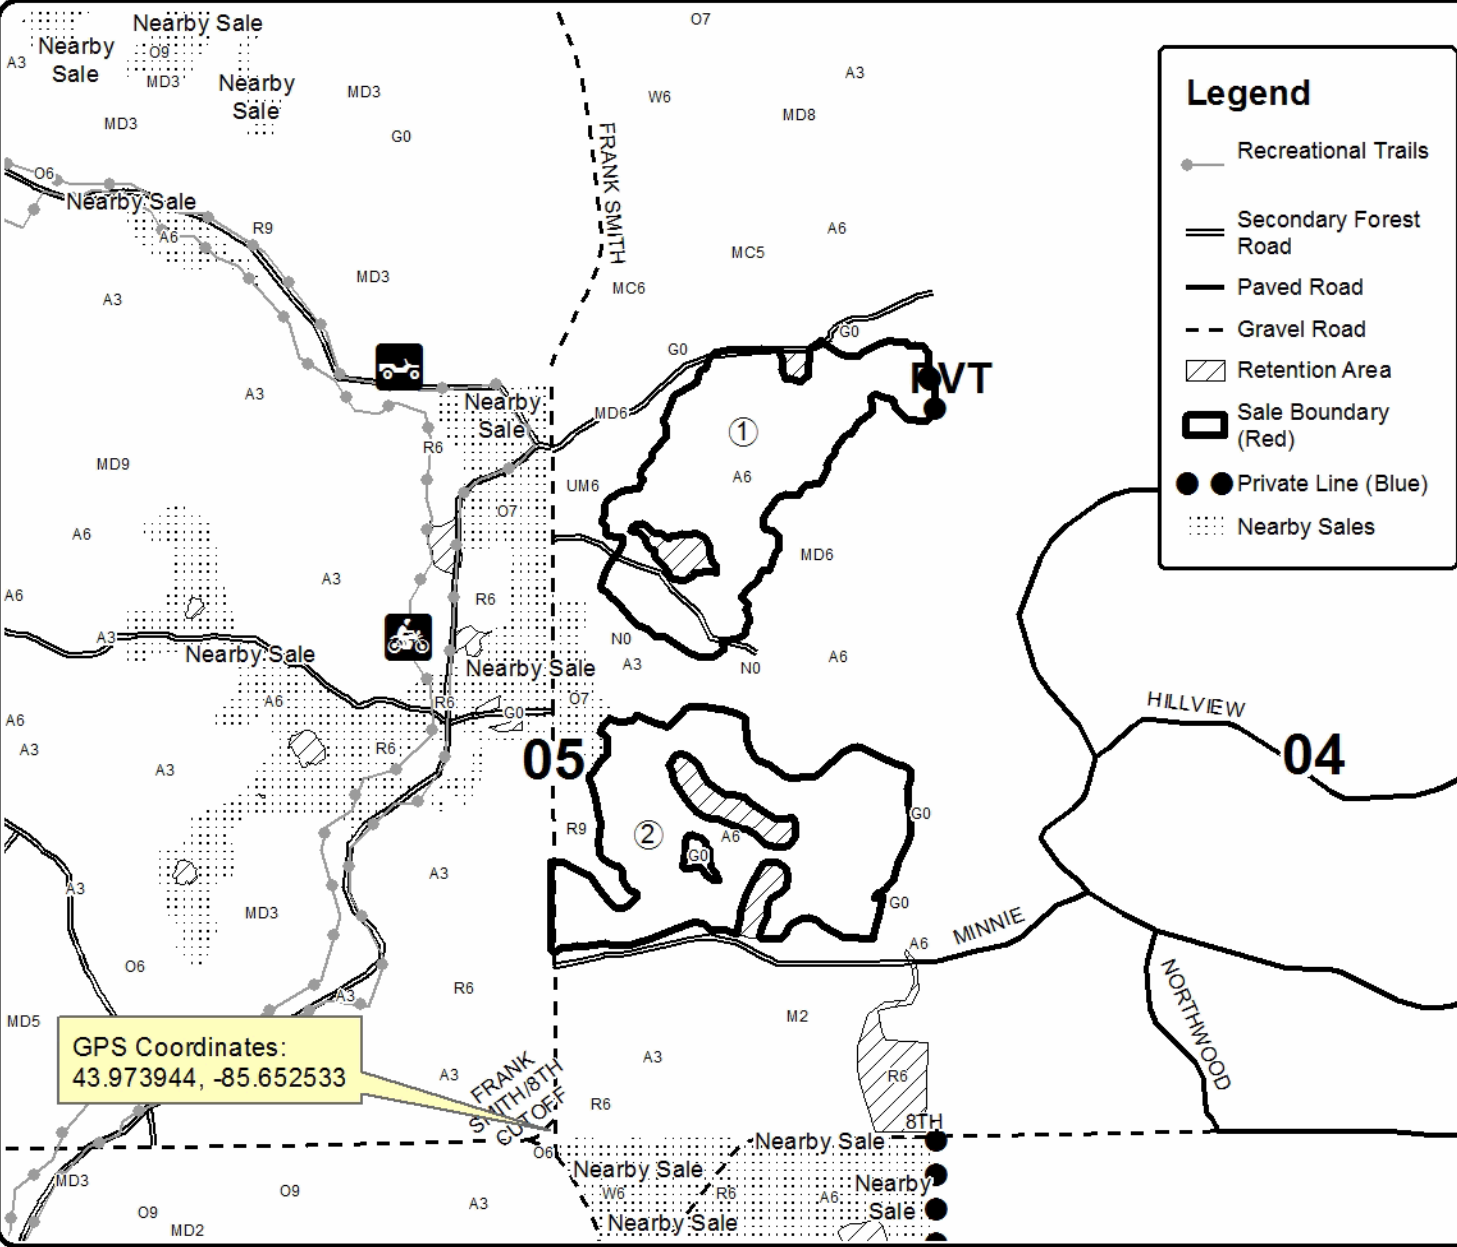 Nearby Sale
O7
Nearby
Sale
O9
A3
MD3
Nearby
Sale
A3
MD3
W6
MD8
MD3
G0
FRANK SMITH
O6
Nearby Sale
A6
R9
A6
MC5
MD3
MC6
A3
G0
G0
PVT
A3
Nearby
Sale
MD6
1
R6
MD9
A6
UM6
O7
A6
MD6
A3
A6
R6
A3
N0
Nearby Sale
Nearby Sale
A3
N0
A6
A6
R6
O7
A6
G0
A3
R6
05
A3
HILLVIEW
04
R9
2
A6
G0
G0
A3
A3
MD3
G0
MINNIE
A6
O6
A3
R6
NORTHWOOD
MD5
M2
GPS Coordinates:
43.973944, -85.652533
A3
A3
FRANK
SMITH/8TH
CUTOFF
R6
R6
8TH
Nearby Sale
O6
Nearby Sale
MD3
O9
W6
R6
A6
Nearby
Sale
A3
O9
MD2
Nearby Sale
Legend
Recreational Trails
Secondary Forest
Road
Paved Road
Gravel Road
Retention Area
Sale Boundary
(Red)
Private Line (Blue)
Nearby Sales